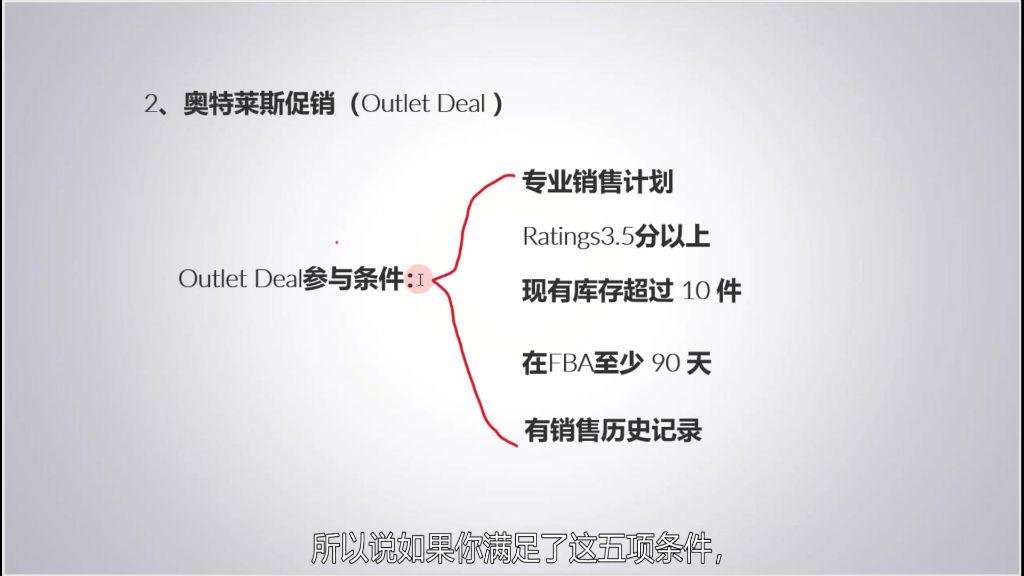 2、奥特莱斯促销（Outlet Deal ）
专业销售计划
Ratings3.5分以上
Outlet Deal参与条件：
现有库存超过 10 件
在FBA至少 90 天
有销售历史记录
所以说如果你满足了这五项条件，